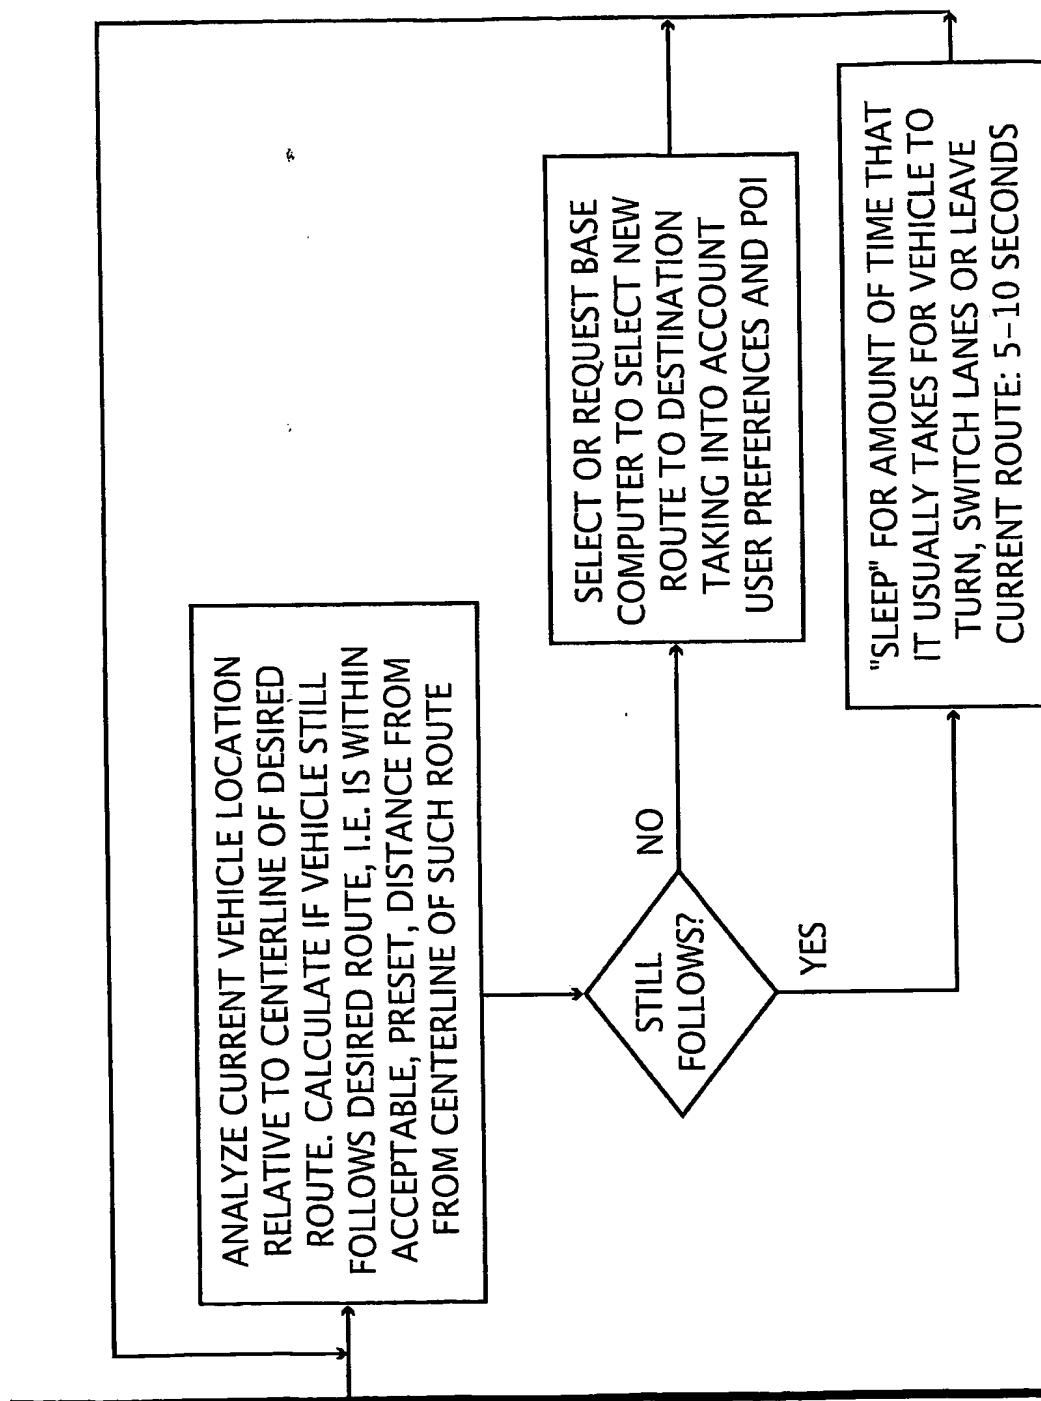 ANALYZE CURRENT VEHICLE LOCATION
RELATIVE TO CENTERLINE OF DESIRED
ROUTE. CALCULATE IF VEHICLE STILL
FOLLOWS DESIRED ROUTE, I.E. IS WITHIN
ACCEPTABLE, PRESET, DISTANCE FROM
FROM CENTERLINE OF SUCH ROUTE
STILL
FOLLOWS?
NO
YES
SELECT OR REQUEST BASE
COMPUTER TO SELECT NEW
ROUTE TO DESTINATION
TAKING INTO ACCOUNT
USER PREFERENCES AND POI
"SLEEP" FOR AMOUNT OF TIME THAT
IT USUALLY TAKES FOR VEHICLE TO
TURN, SWITCH LANES OR LEAVE
CURRENT ROUTE: 5-10 SECONDS